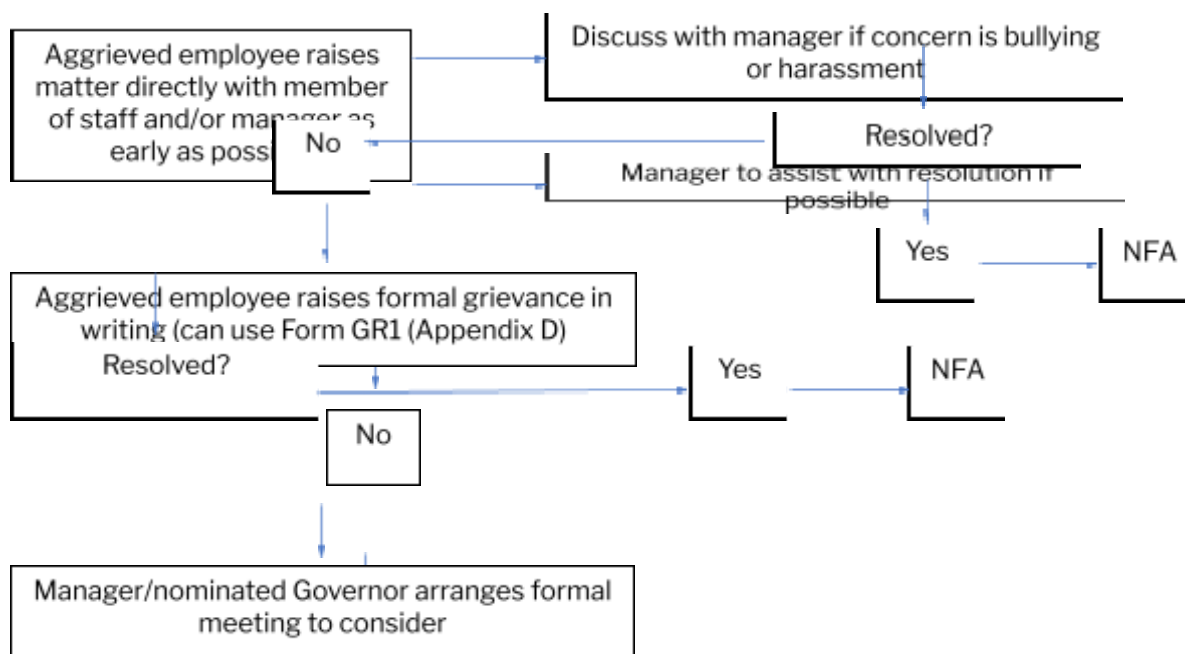 Aggrieved employee raises
matter directly with member
of staff and/or manager as
early as possi
Discuss with manager if concern is bullying
or harassment
Resolved?
No
Manager to assist with resolution if
possible
Yes
NFA
Aggrieved employee raises formal grievance in
writing (can use Form GR1 (Appendix D)
Resolved?
Yes
NFA
No
Manager/nominated Governor arranges formal
meeting to consider